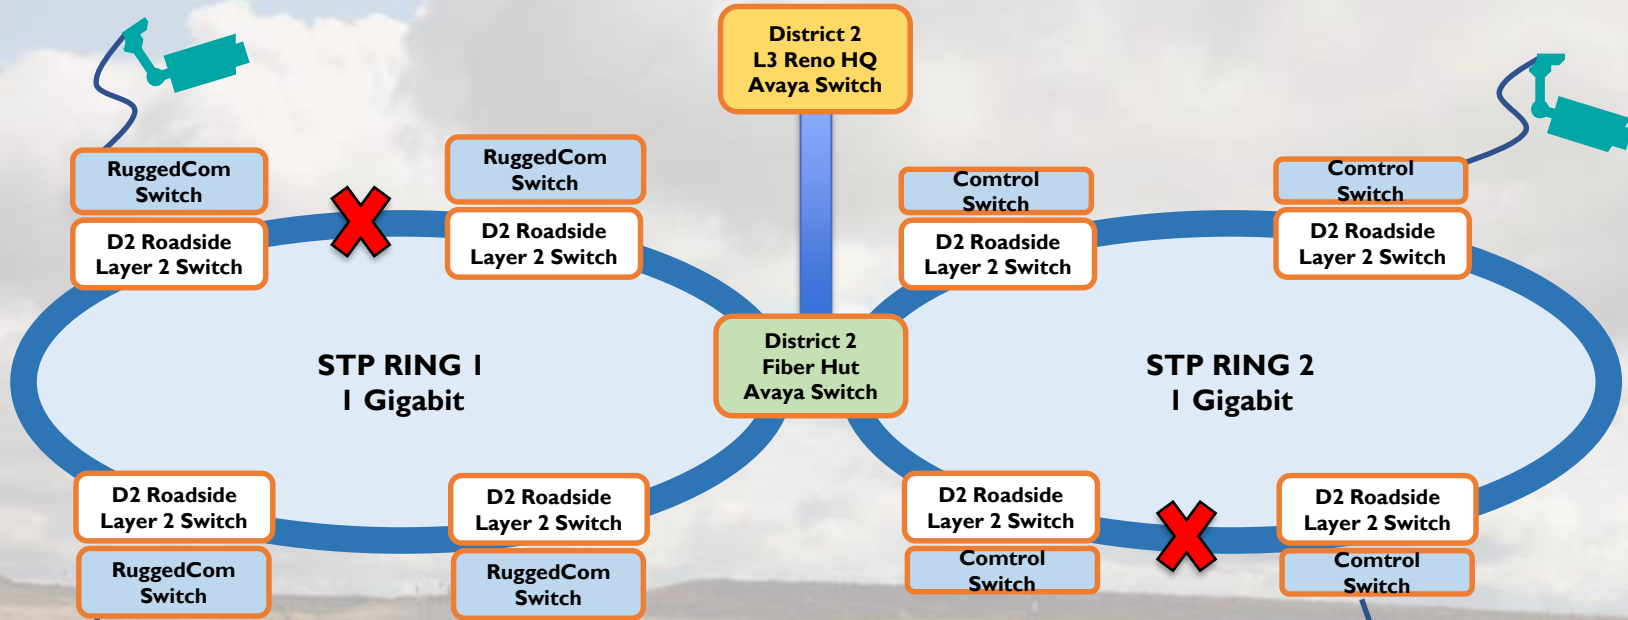 District 2
L3 Reno HQ
Avaya Switch
RuggedCom
Switch
RuggedCom
Switch
Comtrol
Switch
Comtrol
Switch
D2 Roadside
Layer 2 Switch
D2 Roadside
Layer 2 Switch
D2 Roadside
Layer 2 Switch
D2 Roadside
Layer 2 Switch
STP RING 1
1 Gigabit
District 2
Fiber Hut
Avaya Switch
STP RING 2
1 Gigabit
D2 Roadside
Layer 2 Switch
D2 Roadside
Layer 2 Switch
D2 Roadside
Layer 2 Switch
D2 Roadside
Layer 2 Switch
RuggedCom
Switch
RuggedCom
Switch
Comtrol
Switch
Comtrol
Switch